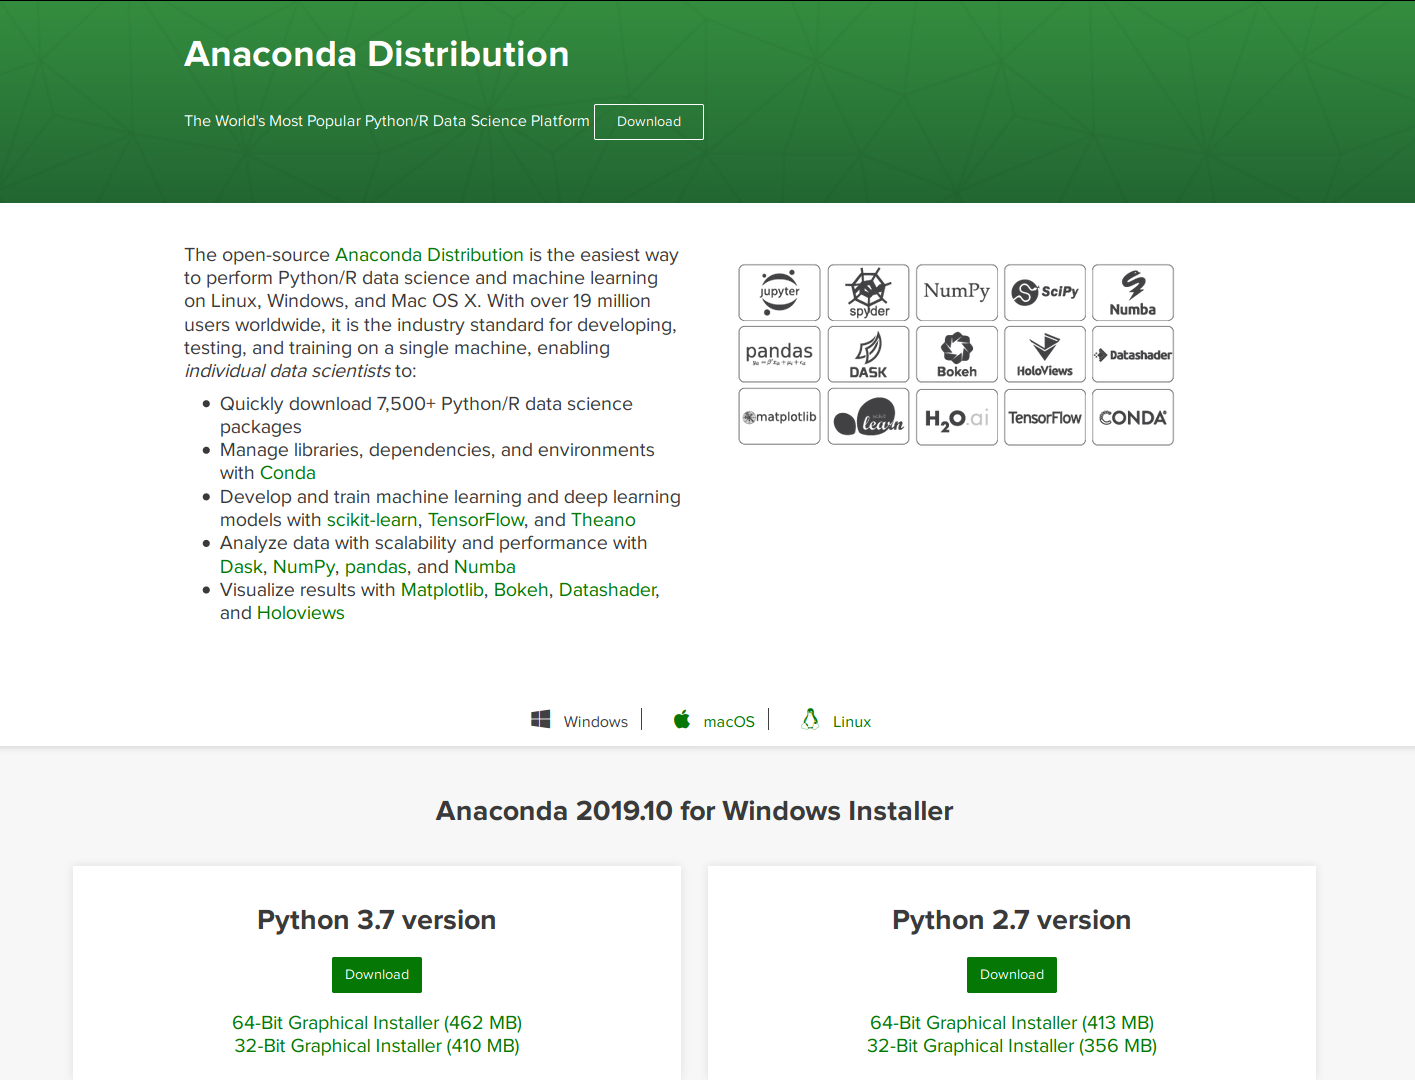 Anaconda Distribution
The World's Most Popular Python/R Data Science Platform Download
The open-source Anaconda Distribution is the easiest way
to perform Python/R data science and machine learning
on Linux, Windows, and Mac OS X. With over 19 million
users worldwide, it is the industry standard for developing,
testing, and training on a single machine, enabling
individual data scientists to:
• Quickly download 7,500+ Python/R data science
packages
• Manage libraries, dependencies, and environments
with Conda
• Develop and train machine learning and deep learning
models with scikit-learn, TensorFlow, and Theano
• Analyze data with scalability and performance with
Dask, NumPy, pandas, and Numba
• Visualize results with Matplotlib, Bokeh, Datashader,
and Holoviews
jupyter
spyder
NumPy
SciPy
Numba
pandas
DASK
Bokeh
HoloViews
Datashader
matplotlib
scikit
learn
H2O.ai
TensorFlow
CONDA
Windows
macOS
Linux
Anaconda 2019.10 for Windows Installer
Python 3.7 version
Download
64-Bit Graphical Installer (462 MB)
32-Bit Graphical Installer (410 MB)
Python 2.7 version
Download
64-Bit Graphical Installer (413 MB)
32-Bit Graphical Installer (356 MB)